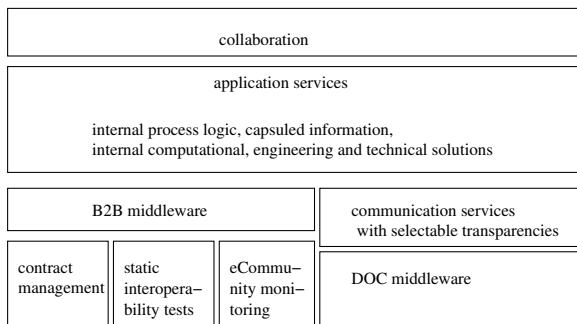 collaboration
application services
internal process logic, capsuled information,
internal computational, engineering and technical solutions
B2B middleware
communication services
with selectable transparencies
contract
management
static
interopera–
bility tests
eCommu–
nity moni–
toring
DOC middleware